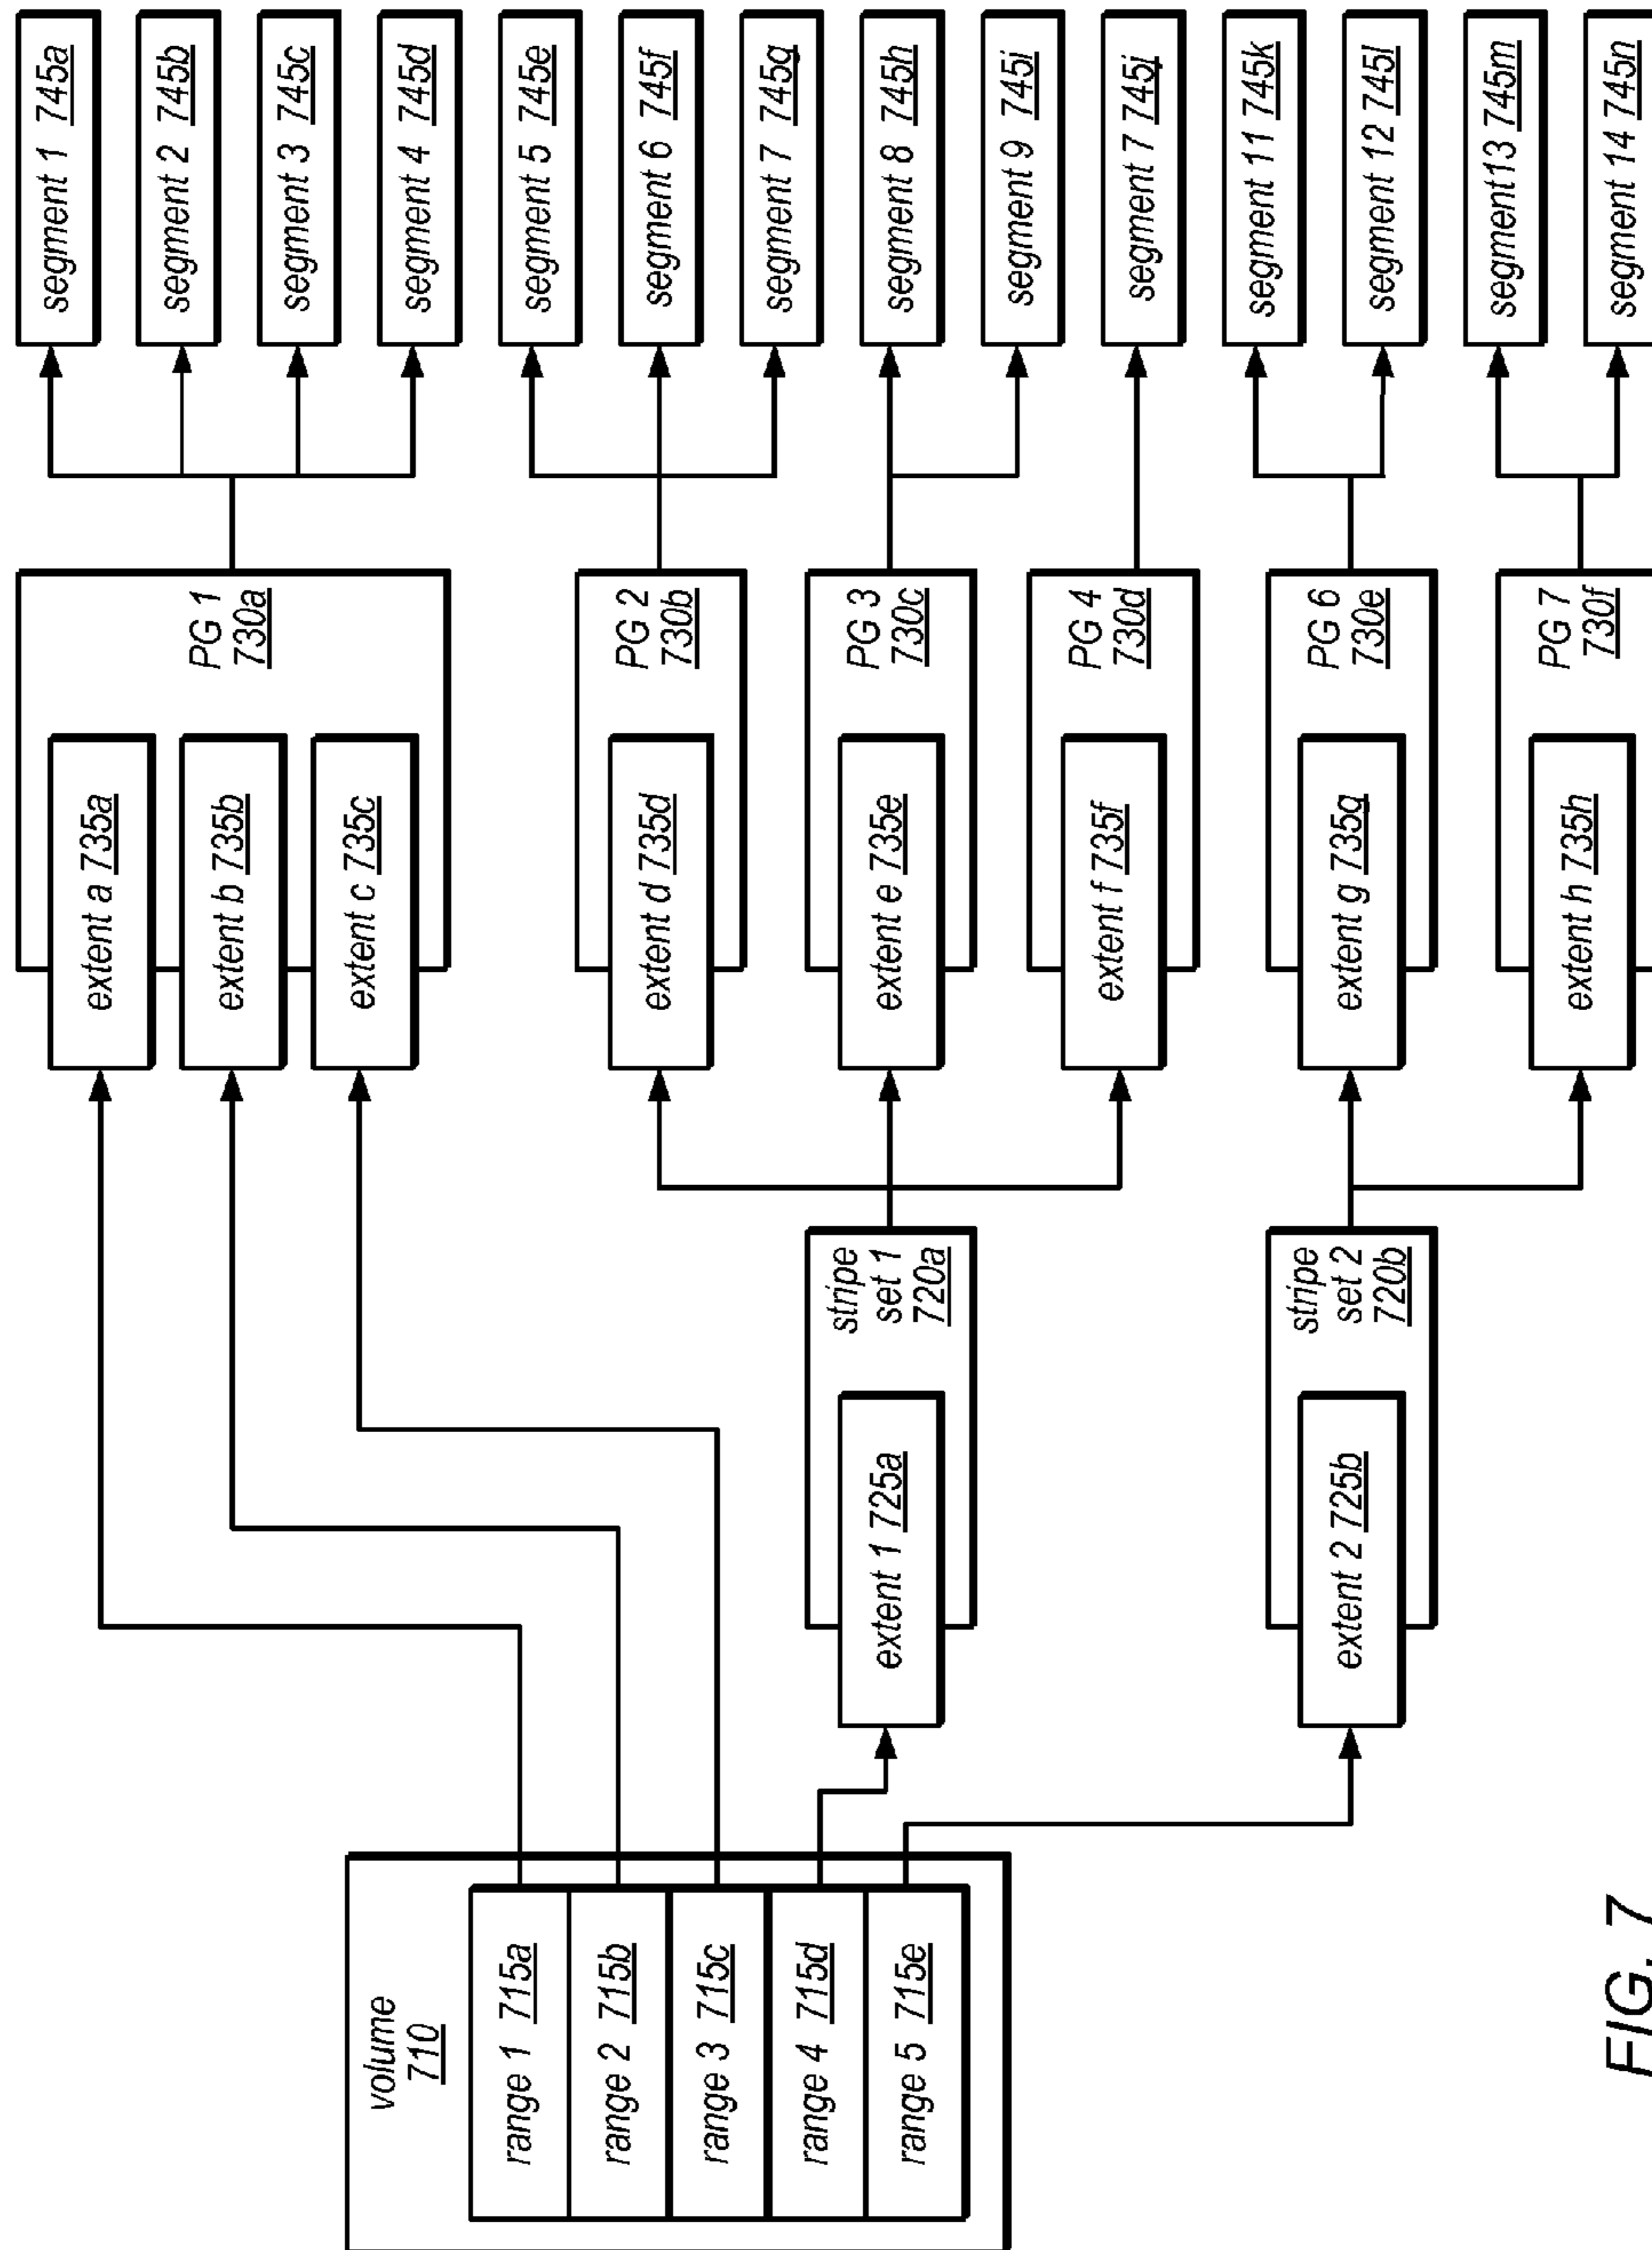 volume
710
range 1 715a
range 2 715b
range 3 715c
range 4 715d
range 5 715e
extent 1 725a
stripe
set 1
720a
extent 2 725b
stripe
set 2
720b
extent a 735a
extent b 735b
extent c 735c
PG 1
730a
extent d 735d
PG 2
730b
extent e 735e
PG 3
730c
extent f 735f
PG 4
730d
extent g 735g
PG 6
730e
extent h 735h
PG 7
730f
segment 1 745a
segment 2 745b
segment 3 745c
segment 4 745d
segment 5 745e
segment 6 745f
segment 7 745g
segment 8 745h
segment 9 745i
segment 7 745j
segment 11 745k
segment 12 745l
segment13 745m
segment 14 745n
FIG. 7